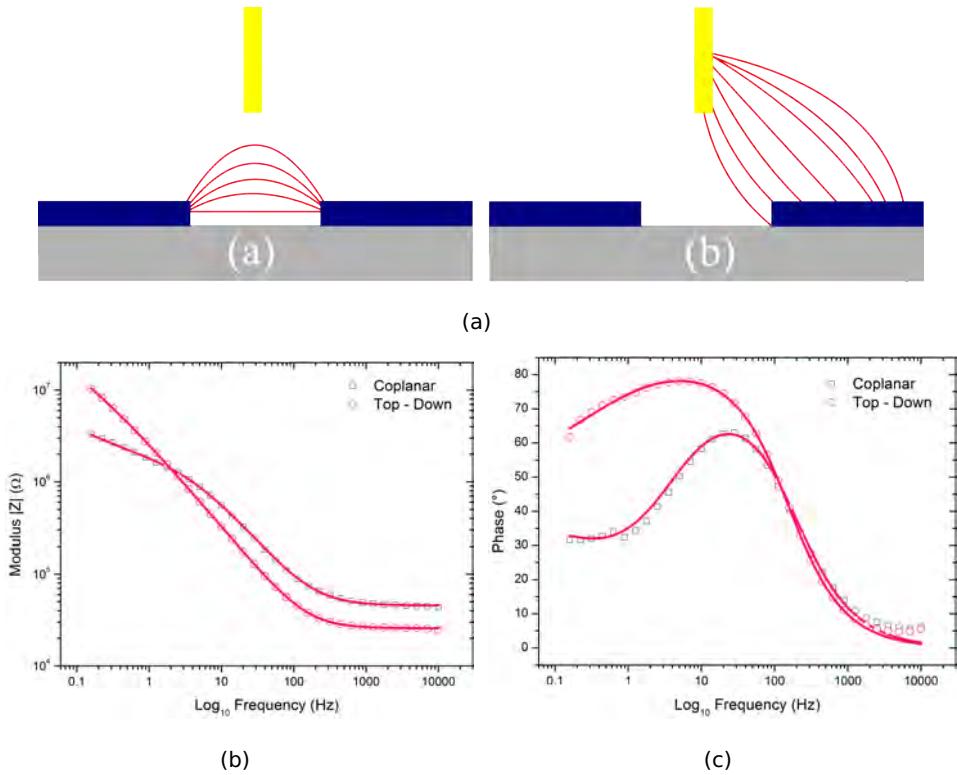 (a)
(b)
(a)
Coplanar
Top - Down
10⁷
10⁶
10⁵
10⁴
Modulus |Z| (Ω)
0.1 1 10 100 1000 10000
Log₁₀ Frequency (Hz)
(b)
Coplanar
Top - Down
80
70
60
50
40
30
20
10
0
Phase (°)
0.1 1 10 100 1000 10000
Log₁₀ Frequency (Hz)
(c)